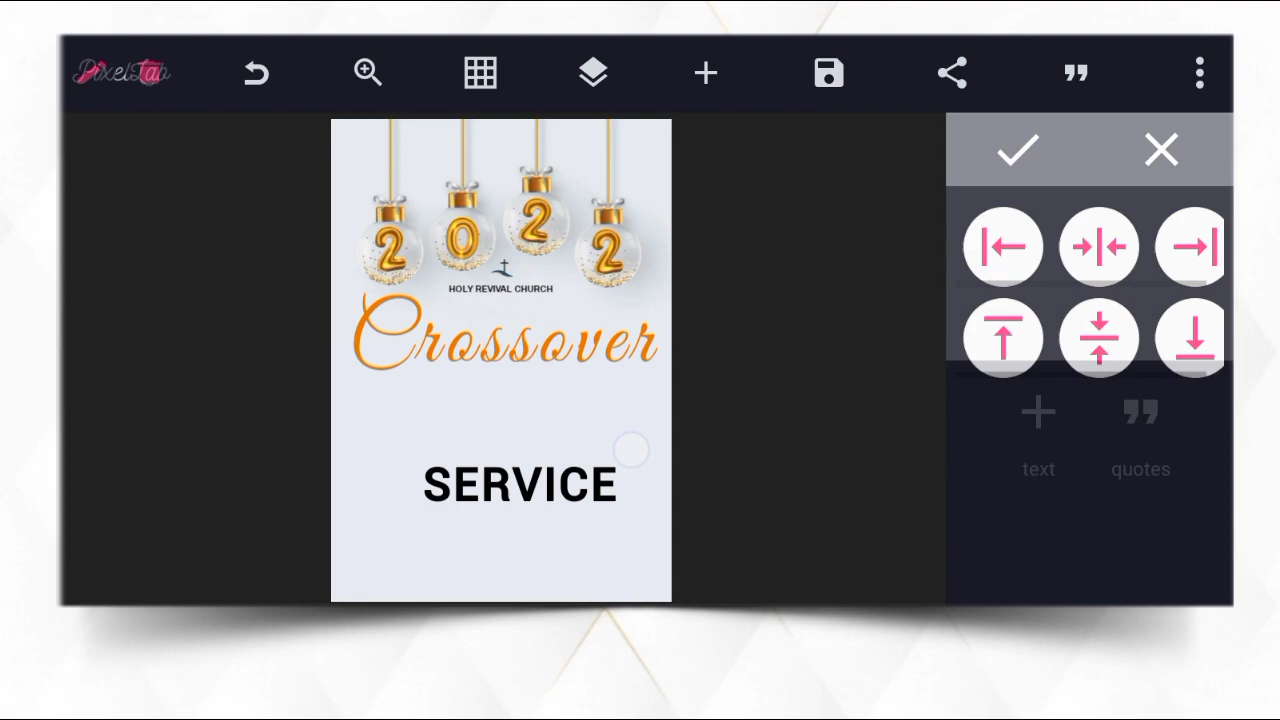 PixelLab
2022
HOLY REVIVAL CHURCH
Crossover
SERVICE
text
quotes